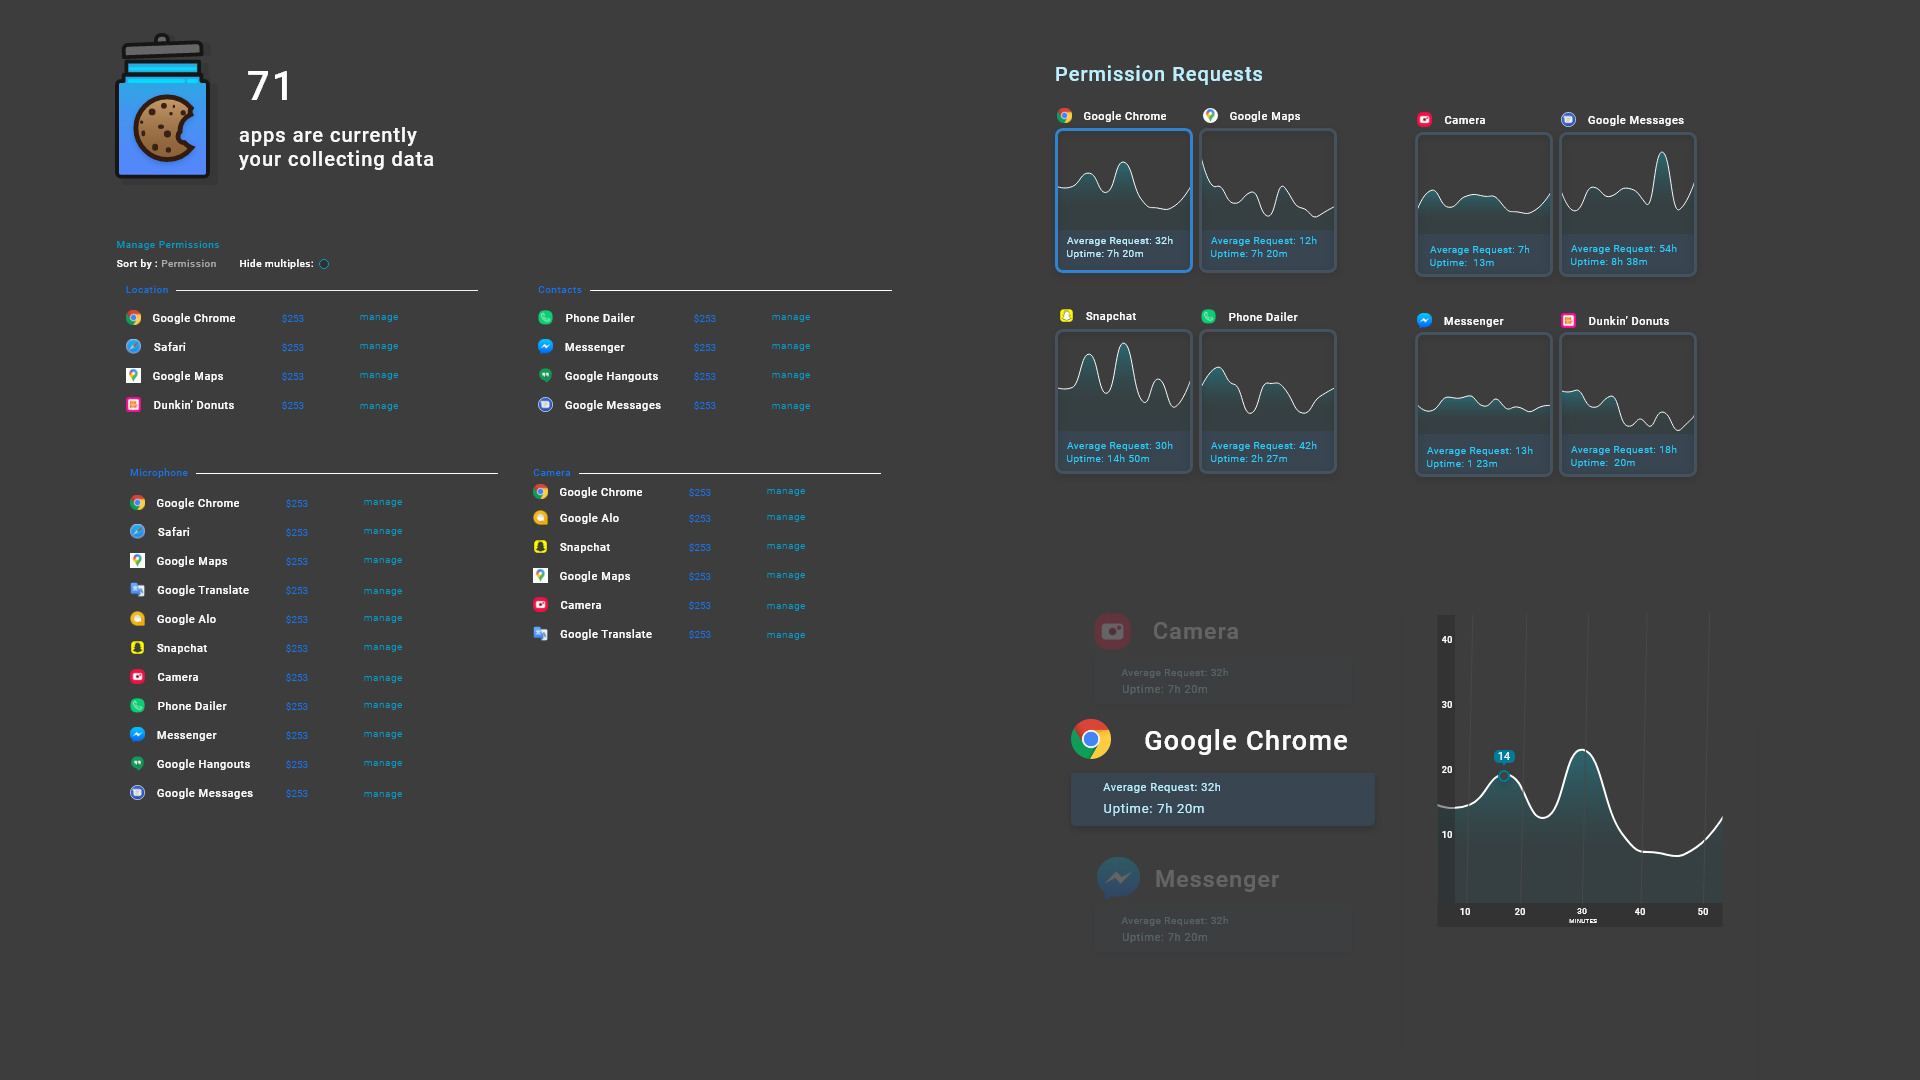 71
apps are currently
your collecting data
Manage Permissions
Sort by : Permission Hide multiples:
Location
Google Chrome $253 manage
Safari $253 manage
Google Maps $253 manage
Dunkin' Donuts $253 manage
Contacts
Phone Dailer $253 manage
Messenger $253 manage
Google Hangouts $253 manage
Google Messages $253 manage
Microphone
Google Chrome $253 manage
Safari $253 manage
Google Maps $253 manage
Google Translate $253 manage
Google Alo $253 manage
Snapchat $253 manage
Camera $253 manage
Phone Dailer $253 manage
Messenger $253 manage
Google Hangouts $253 manage
Google Messages $253 manage
Camera
Google Chrome $253 manage
Google Alo $253 manage
Snapchat $253 manage
Google Maps $253 manage
Camera $253 manage
Google Translate $253 manage
Permission Requests
Google Chrome
Average Request: 32h
Uptime: 7h 20m
Google Maps
Average Request: 12h
Uptime: 7h 20m
Camera
Average Request: 7h
Uptime: 13m
Google Messages
Average Request: 54h
Uptime: 8h 38m
Snapchat
Average Request: 30h
Uptime: 14h 50m
Phone Dailer
Average Request: 42h
Uptime: 2h 27m
Messenger
Average Request: 13h
Uptime: 1 23m
Dunkin' Donuts
Average Request: 18h
Uptime: 20m
Camera
Average Request: 32h
Uptime: 7h 20m
Google Chrome
Average Request: 32h
Uptime: 7h 20m
Messenger
Average Request: 32h
Uptime: 7h 20m
40
30
14
20
10
10 20 30 40 50
MINUTES